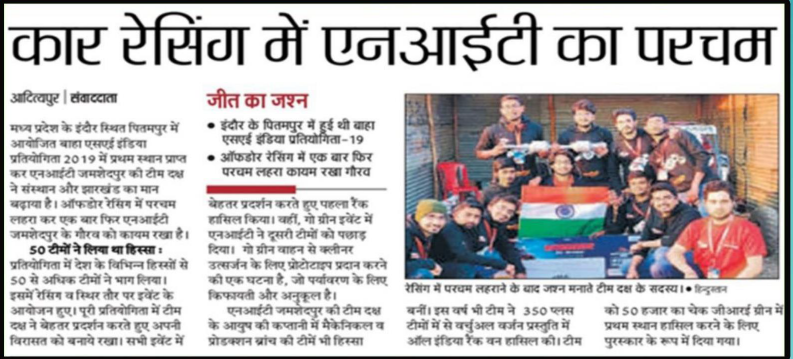 कार रेसिंग में एनआईटी का परचम
आदित्यपुर | संवाददाता
मध्य प्रदेश के इंदौर स्थित पितमपुर में
आयोजित बाहा एसएई इंडिया
प्रतियोगिता 2019 में प्रथम स्थान प्राप्त
कर एनआईटी जमशेदपुर की टीम दक्ष
ने संस्थान और झारखंड का मान
बढ़ाया है। ऑफडोर रेसिंग में परचम
लहरा कर एक बार फिर एनआईटी
जमशेदपुर के गौरव को कायम रखा है।
50 टीमों ने लिया था हिस्सा :
प्रतियोगिता में देश के विभिन्न हिस्सों से
50 से अधिक टीमों ने भाग लिया।
इसमें रेसिंग व स्थिर तौर पर इवेंट के
आयोजन हुए। पूरी प्रतियोगिता में टीम
दक्ष ने बेहतर प्रदर्शन करते हुए अपनी
विरासत को बनाये रखा। सभी इवेंट में
जीत का जश्न
• इंदौर के पितमपुर में हुई थी बाहा
एसएई इंडिया प्रतियोगिता-19
• ऑफडोर रेसिंग में एक बार फिर
परचम लहरा कायम रखा गौरव
बेहतर प्रदर्शन करते हुए पहला रैंक
हासिल किया। वहीं, गो ग्रीन इवेंट में
एनआईटी ने दूसरी टीमों को पछाड़
दिया। गो ग्रीन वाहन से क्लीनर
उत्सर्जन के लिए प्रोटोटाइप प्रदान करने
की एक घटना है, जो पर्यावरण के लिए
किफायती और अनुकूल है।
एनआईटी जमशेदपुर की टीम दक्ष
के आयुष की कप्तानी में मैकेनिकल व
प्रोडक्शन ब्रांच की टीमें भी हिस्सा
रेसिंग में परचम लहराने के बाद जश्न मनाते टीम दक्ष के सदस्य। • हिन्दुस्तान
बनीं। इस वर्ष भी टीम ने 350 प्लस
टीमों में से वर्चुअल वर्जन प्रस्तुति में
ऑल इंडिया रैंक वन हासिल की। टीम
को 50 हजार का चेक जीआरई ग्रीन में
प्रथम स्थान हासिल करने के लिए
पुरस्कार के रूप में दिया गया।